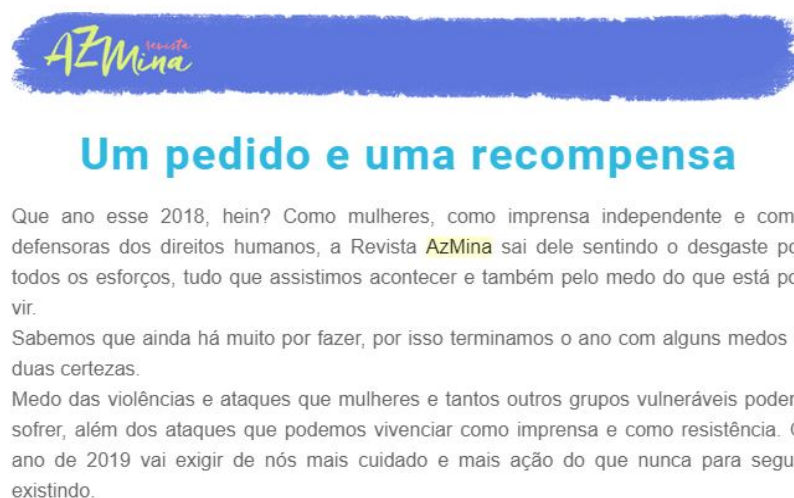 AZMina revista
Um pedido e uma recompensa
Que ano esse 2018, hein? Como mulheres, como imprensa independente e com
defensoras dos direitos humanos, a Revista AzMina sai dele sentindo o desgaste po
todos os esforços, tudo que assistimos acontecer e também pelo medo do que está po
vir.
Sabemos que ainda há muito por fazer, por isso terminamos o ano com alguns medos
duas certezas.
Medo das violências e ataques que mulheres e tantos outros grupos vulneráveis poder
sofrer, além dos ataques que podemos vivenciar como imprensa e como resistência. O
ano de 2019 vai exigir de nós mais cuidado e mais ação do que nunca para segu
existindo.